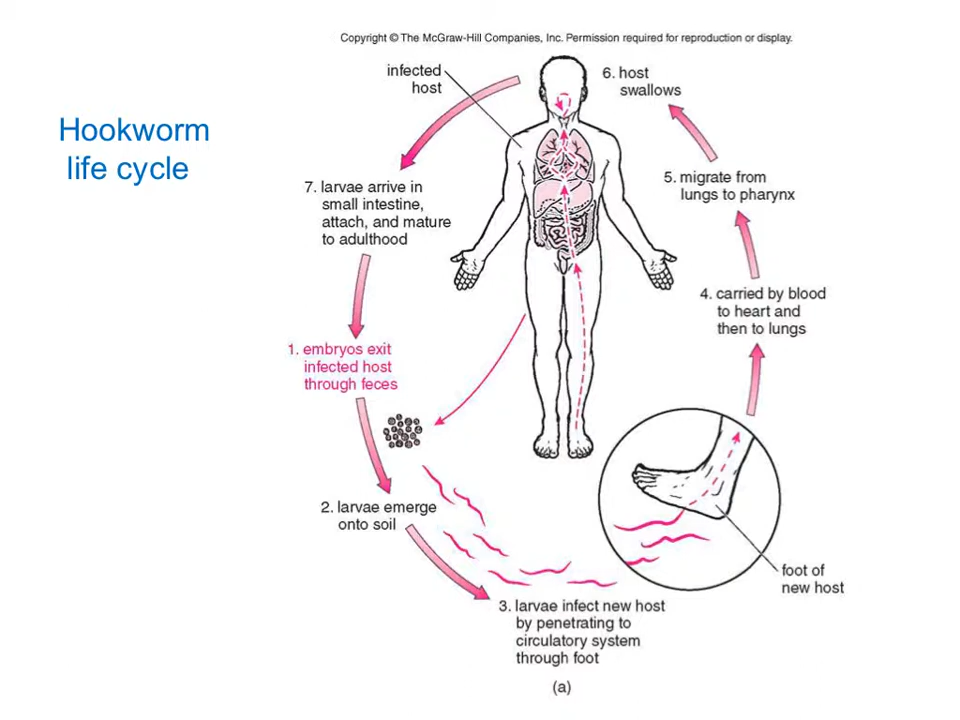 Copyright © The McGraw-Hill Companies, Inc. Permission required for reproduction or display.
Hookworm
life cycle
infected
host
6. host
swallows
7. larvae arrive in
small intestine,
attach, and mature
to adulthood
5. migrate from
lungs to pharynx
4. carried by blood
to heart and
then to lungs
1. embryos exit
infected host
through feces
2. larvae emerge
onto soil
3. larvae infect new host
by penetrating to
circulatory system
through foot
foot of
new host
(a)